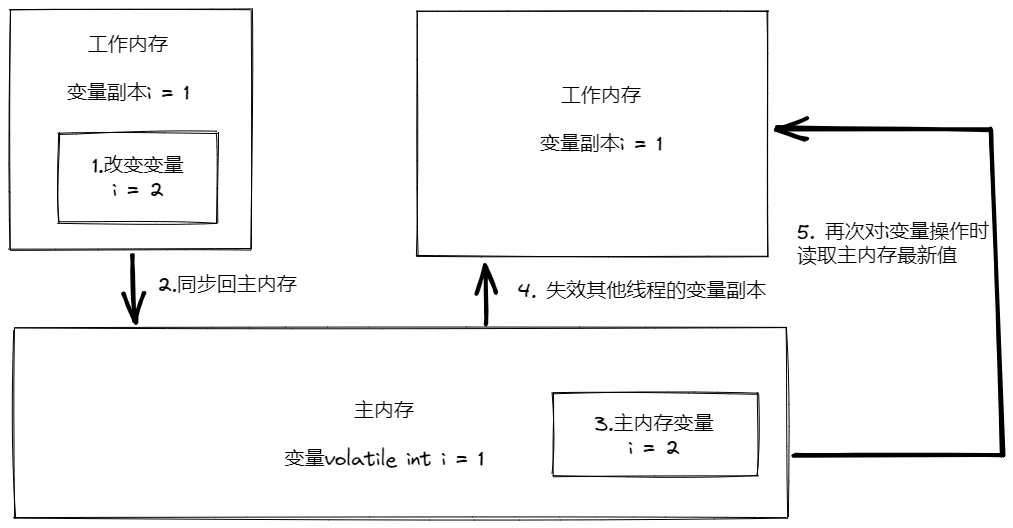 工作内存
变量副本i = 1
1.改变变量
i = 2
工作内存
变量副本i = 1
5. 再次对i变量操作时
读取主内存最新值
2.同步回主内存
4. 失效其他线程的变量副本
主内存
变量volatile int i = 1
3.主内存变量
i = 2